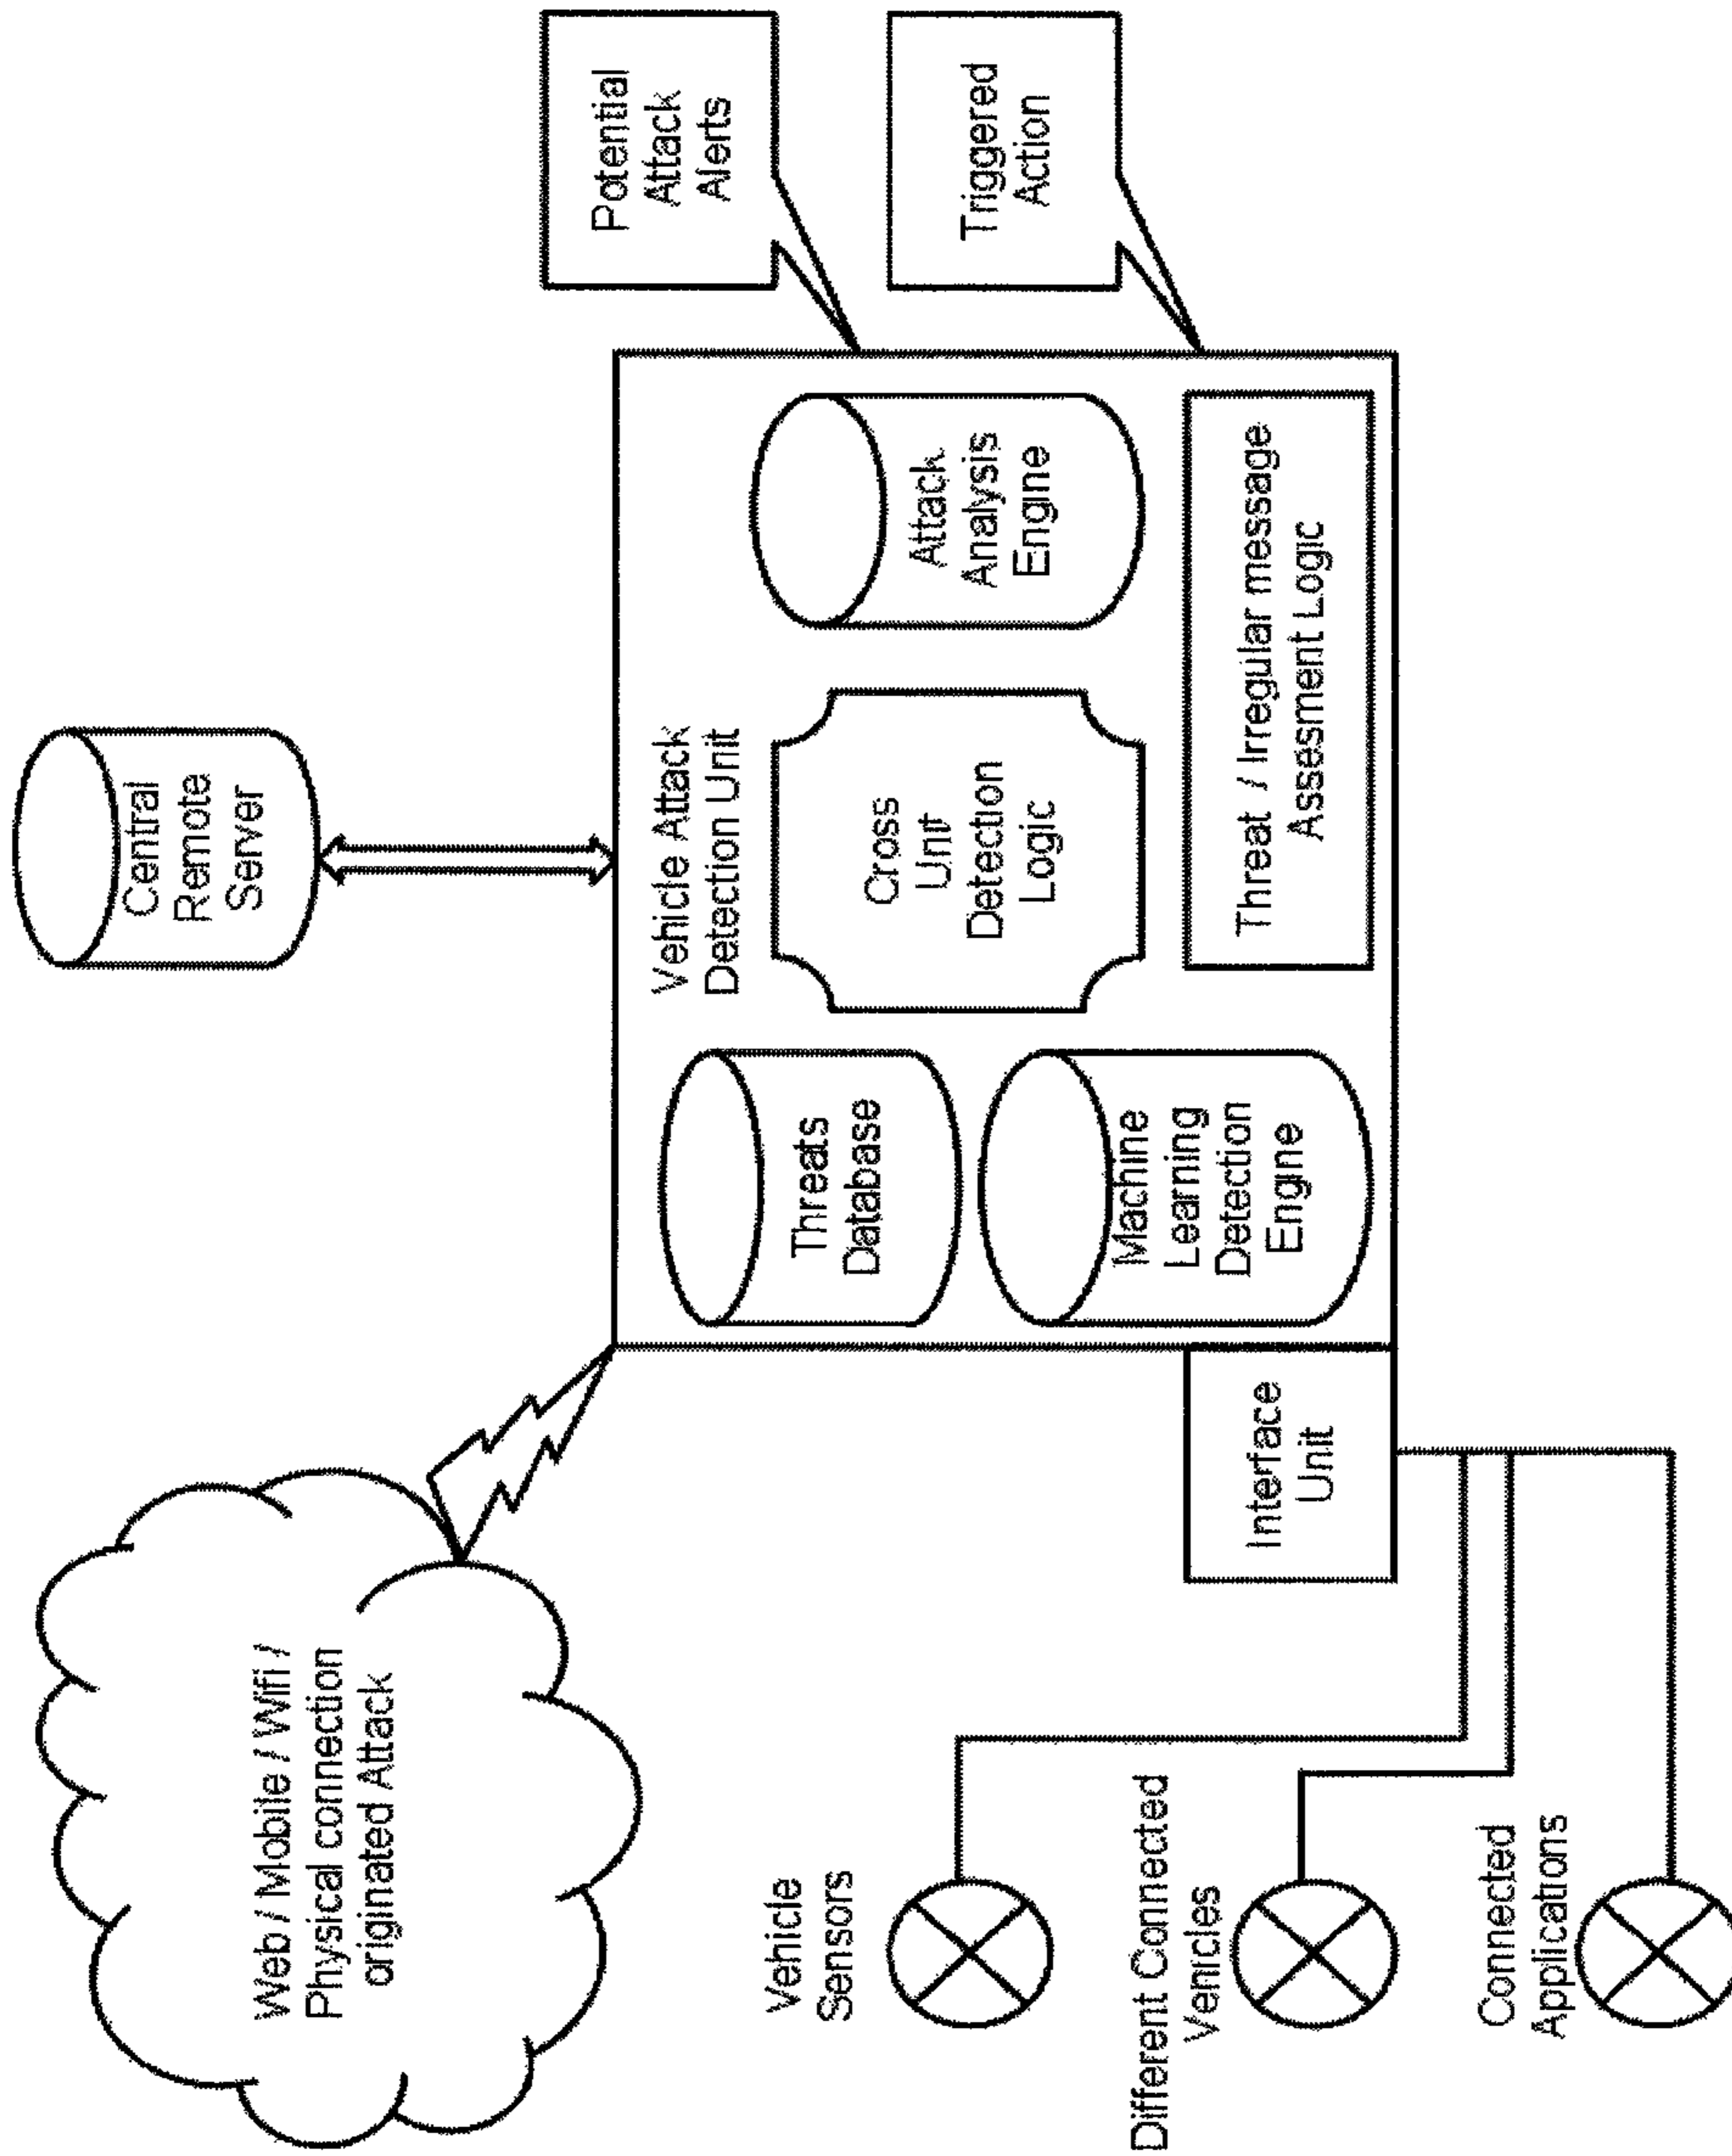 Central
Remote
Server
Web / Mobile / Wifi /
Physical connection
originated Attack
Vehicle Attack
Detection Unit
Potential
Attack
Alerts
Threats
Database
Cross
Unit
Detection
Logic
Attack
Analysis
Engine
Triggered
Action
Machine
Learning
Detection
Engine
Threat / Irregular message
Assesment Logic
Interface
Unit
Vehicle
Sensors
Different Connected
Vehicles
Connected
Applications